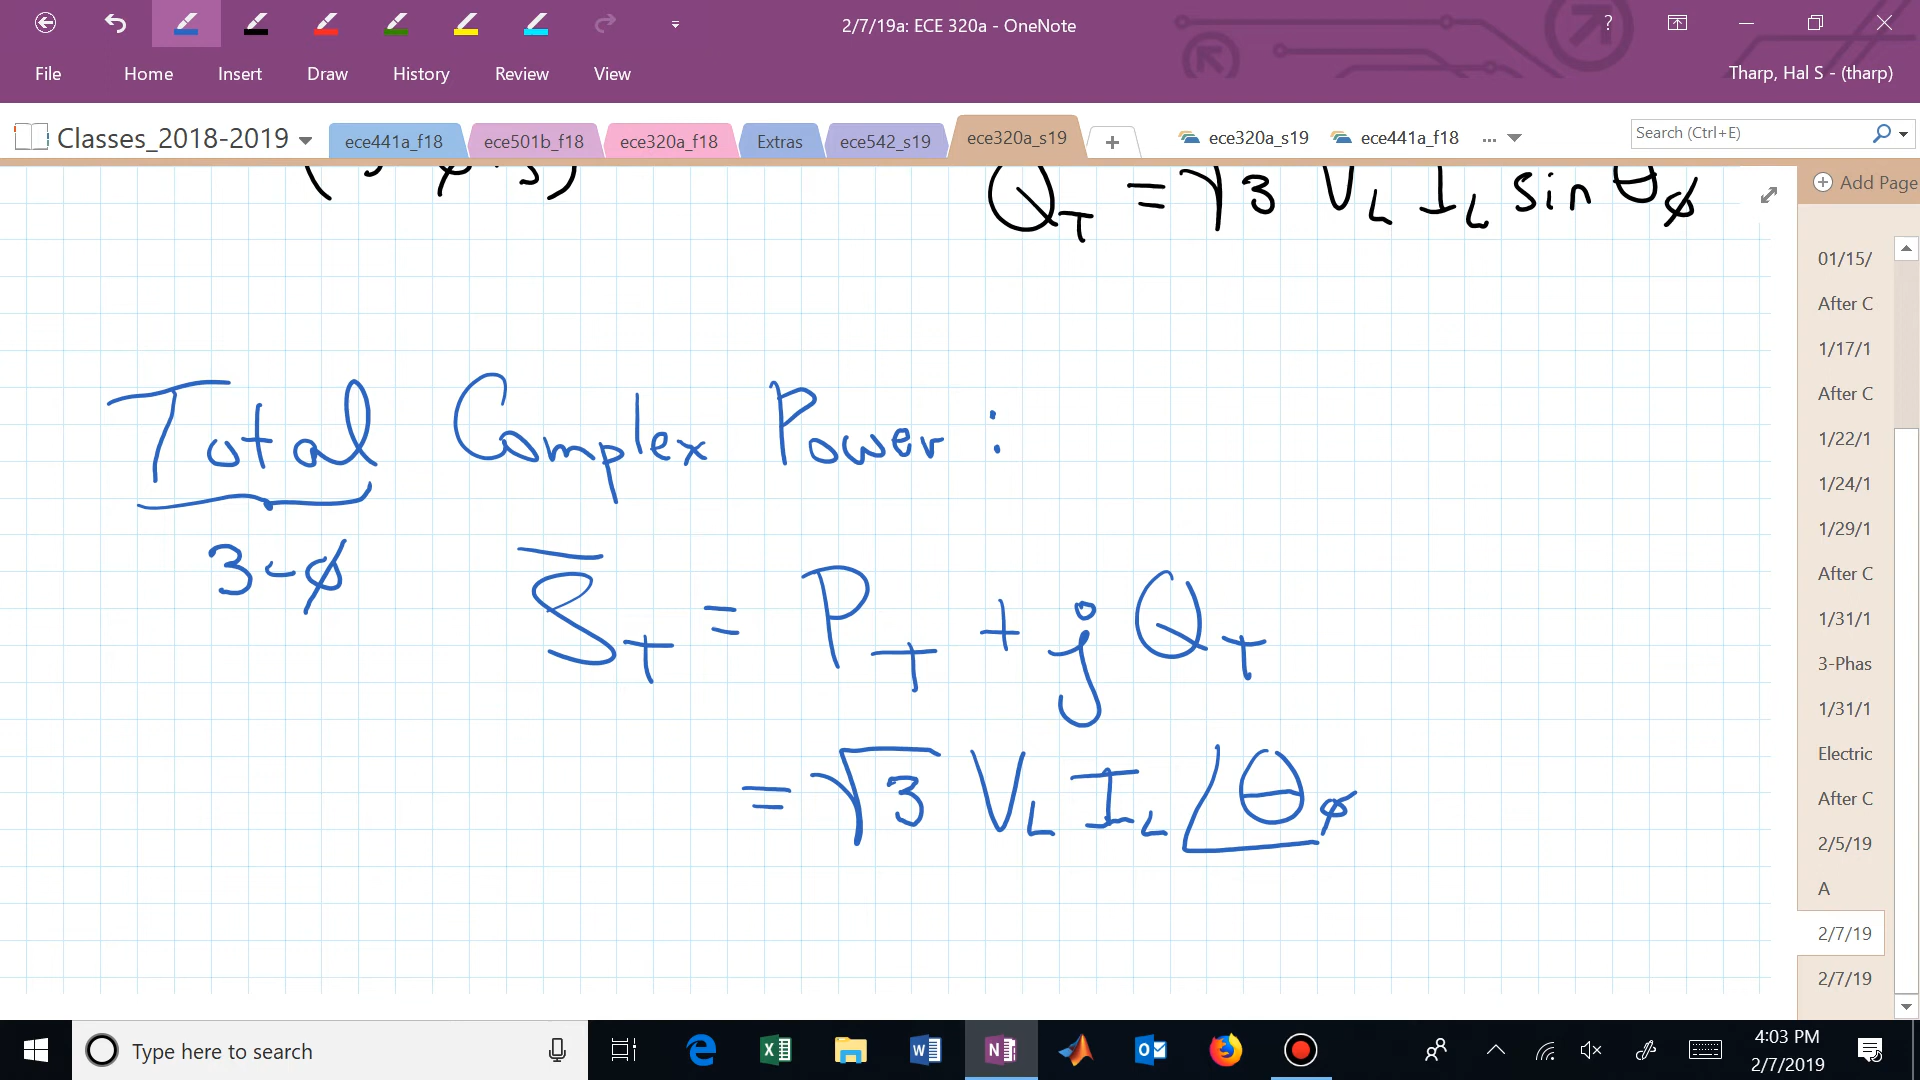 2/7/19a: ECE 320a - OneNote
?
File Home Insert Draw History Review View
Tharp, Hal S - (tharp)
Classes_2018-2019
ece441a_f18 ece501b_f18 ece320a_f18 Extras ece542_s19 ece320a_s19 +
ece320a_s19 ece441a_f18 ...
Search (Ctrl+E)
Add Page
Q_T = √3 V_L I_L sin θ_ϕ
Total Complex Power :
3-ϕ
S̅_T = P_T + j Q_T
= √3 V_L I_L ∠θ_ϕ
01/15/
After C
1/17/1
After C
1/22/1
1/24/1
1/29/1
After C
1/31/1
3-Phas
1/31/1
Electric
After C
2/5/19
A
2/7/19
2/7/19
Type here to search
4:03 PM
2/7/2019